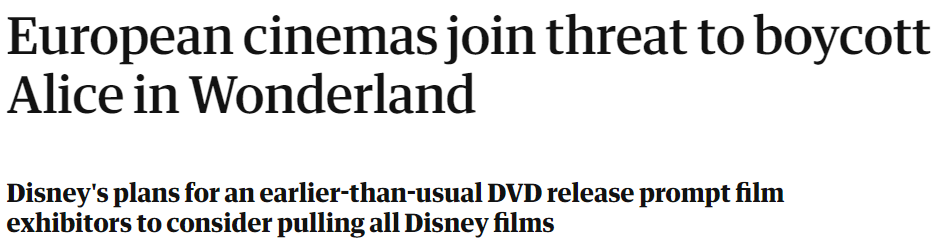 European cinemas join threat to boycott
Alice in Wonderland
Disney's plans for an earlier-than-usual DVD release prompt film
exhibitors to consider pulling all Disney films